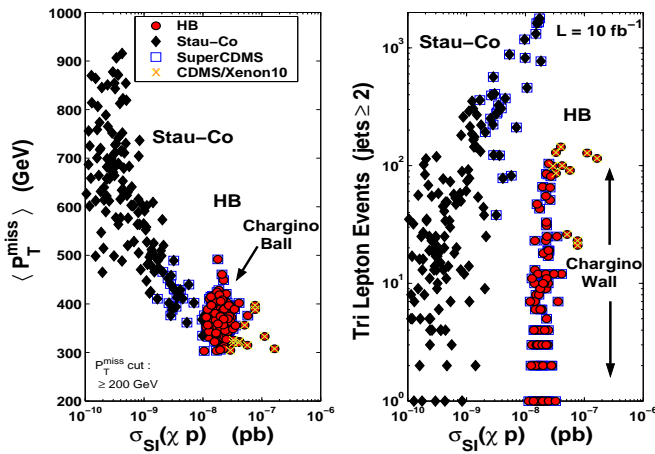 HB
Stau−Co
SuperCDMS
CDMS/Xenon10
1000
900
800
700
600
500
400
300
200
⟨ P_T^miss ⟩ (GeV)
Stau−Co
HB
Chargino
Ball
P_T^miss cut :
≥ 200 GeV
10^−10
10^−9
10^−8
10^−7
10^−6
σ_SI(χ p) (pb)
Tri Lepton Events (jets ≥ 2)
10^3
10^2
10^1
10^0
Stau−Co
L = 10 fb^−1
HB
Chargino
Wall
10^−10
10^−9
10^−8
10^−7
10^−6
σ_SI(χ p) (pb)